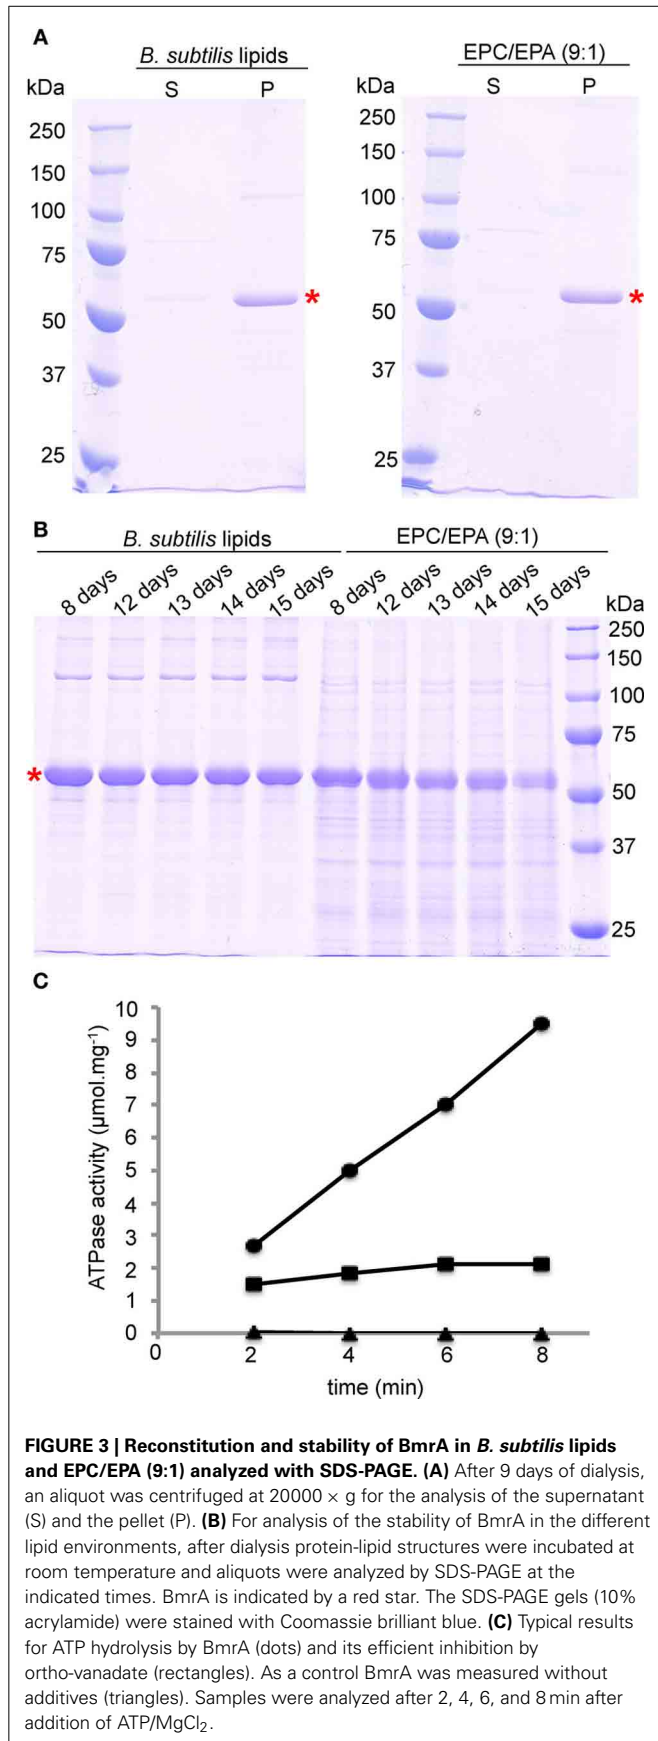 A
B. subtilis lipids
EPC/EPA (9:1)
kDa
S
P
kDa
S
P
250
150
100
75
50
37
25
250
150
100
75
50
37
25
*
*
B
B. subtilis lipids
EPC/EPA (9:1)
8 days
12 days
13 days
14 days
15 days
8 days
12 days
13 days
14 days
15 days
kDa
250
150
100
75
50
37
25
*
C
ATPase activity (µmol.mg⁻¹)
10
9
8
7
5
4
3
2
1
0
0
2
4
6
8
time (min)
FIGURE 3 | Reconstitution and stability of BmrA in B. subtilis lipids
and EPC/EPA (9:1) analyzed with SDS-PAGE. (A) After 9 days of dialysis,
an aliquot was centrifuged at 20000 × g for the analysis of the supernatant
(S) and the pellet (P). (B) For analysis of the stability of BmrA in the different
lipid environments, after dialysis protein-lipid structures were incubated at
room temperature and aliquots were analyzed by SDS-PAGE at the
indicated times. BmrA is indicated by a red star. The SDS-PAGE gels (10%
acrylamide) were stained with Coomassie brilliant blue. (C) Typical results
for ATP hydrolysis by BmrA (dots) and its efficient inhibition by
ortho-vanadate (rectangles). As a control BmrA was measured without
additives (triangles). Samples were analyzed after 2, 4, 6, and 8 min after
addition of ATP/MgCl₂.